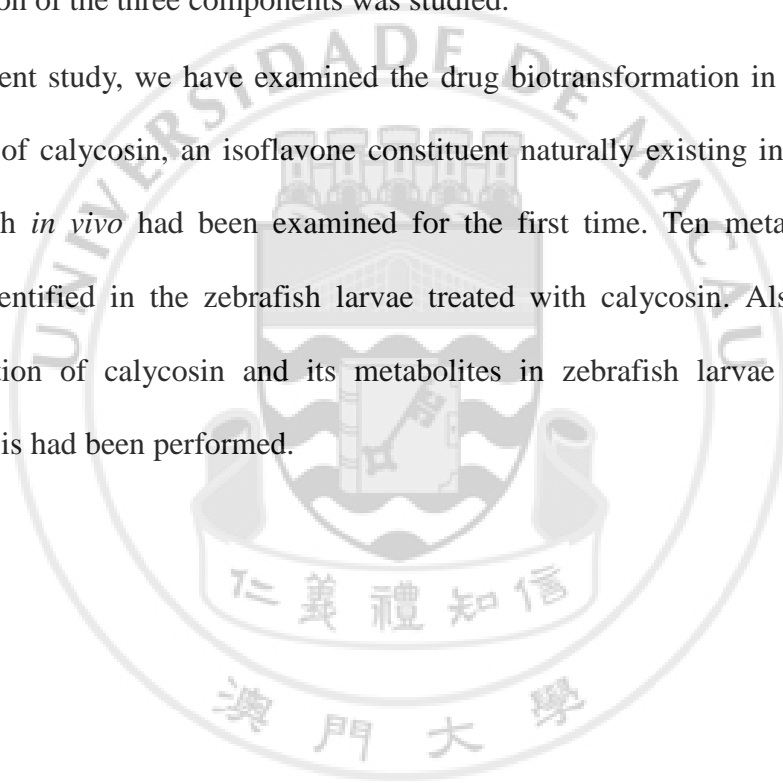 on of the three components was studied.
ent study, we have examined the drug biotransformation in
of calycosin, an isoflavone constituent naturally existing in
h in vivo had been examined for the first time. Ten meta
entified in the zebrafish larvae treated with calycosin. Als
tion of calycosin and its metabolites in zebrafish larvae
is had been performed.
UNIVERSIDADE DE MACAU
仁義禮知信
澳門大學